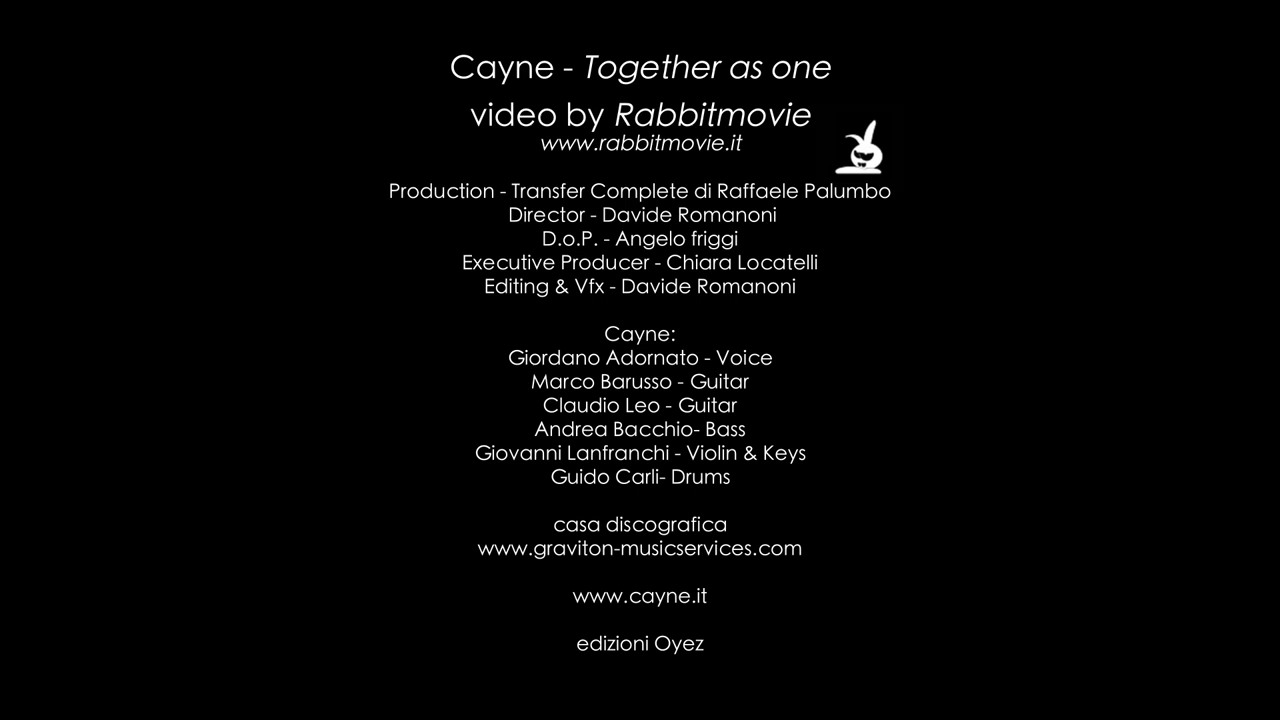 Cayne - Together as one
video by Rabbitmovie
www.rabbitmovie.it
Production - Transfer Complete di Raffaele Palumbo
Director - Davide Romanoni
D.o.P. - Angelo friggi
Executive Producer - Chiara Locatelli
Editing & Vfx - Davide Romanoni
Cayne:
Giordano Adornato - Voice
Marco Barusso - Guitar
Claudio Leo - Guitar
Andrea Bacchio- Bass
Giovanni Lanfranchi - Violin & Keys
Guido Carli- Drums
casa discografica
www.graviton-musicservices.com
www.cayne.it
edizioni Oyez